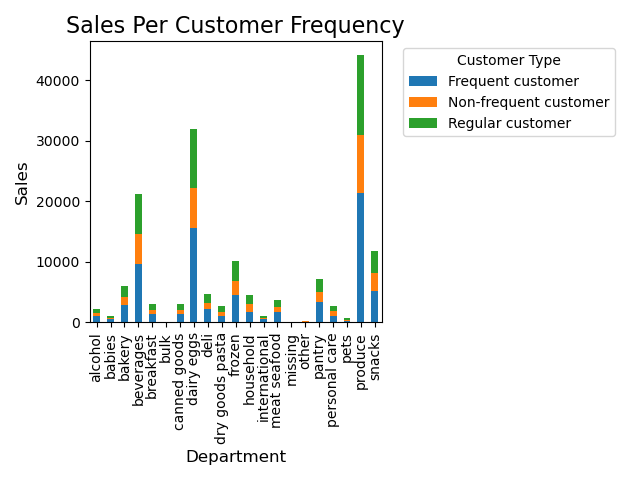 Sales Per Customer Frequency
Customer Type
Frequent customer
Non-frequent customer
Regular customer
Sales
40000
30000
20000
10000
0
alcohol
babies
bakery
beverages
breakfast
bulk
canned goods
dairy eggs
deli
dry goods pasta
frozen
household
international
meat seafood
missing
other
pantry
personal care
pets
produce
snacks
Department